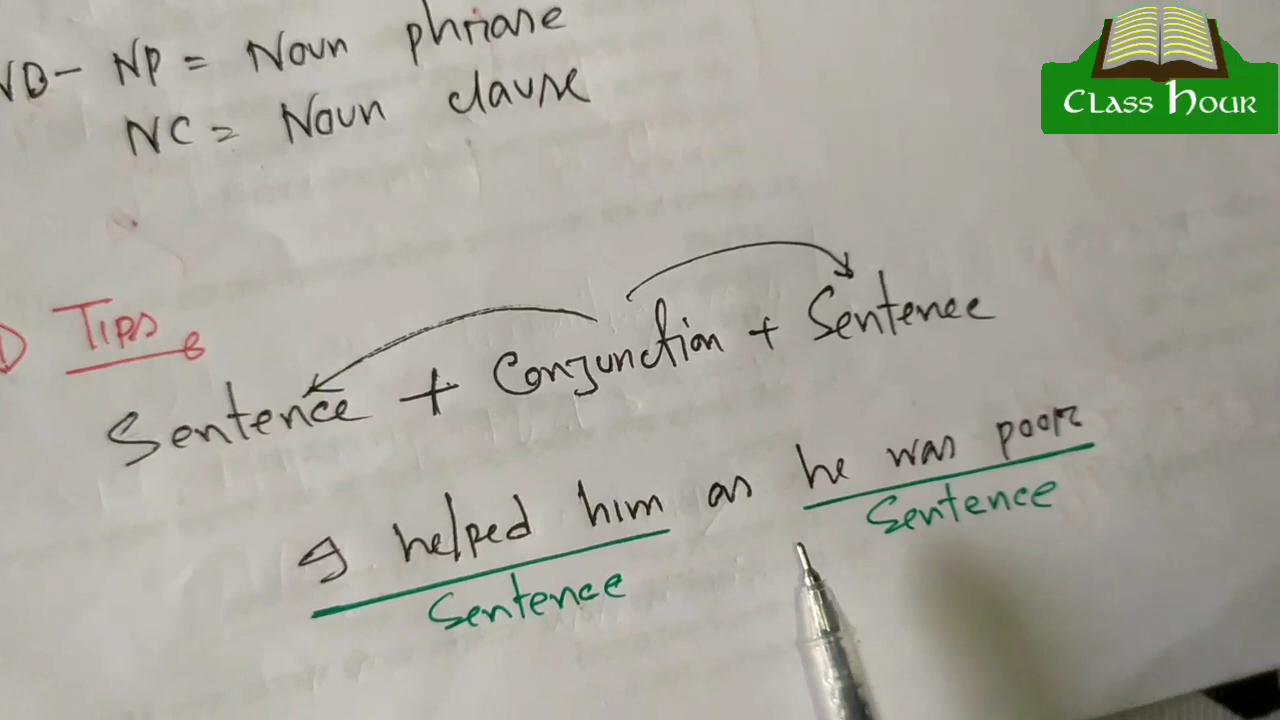 NB- NP = Noun phrase
NC = Noun clause
CLASS HOUR
Tips
Sentence + Conjunction + Sentence
I helped him as he was poor
Sentence
Sentence